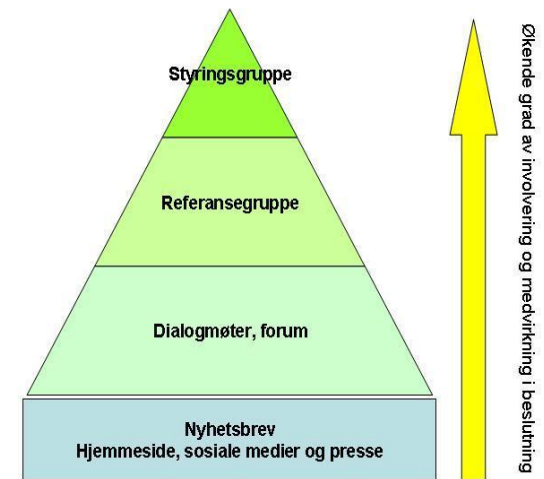 Styringsgruppe
Referansegruppe
Dialogmøter, forum
Nyhetsbrev
Hjemmeside, sosiale medier og presse
Økende grad av involvering og medvirkning i beslutning